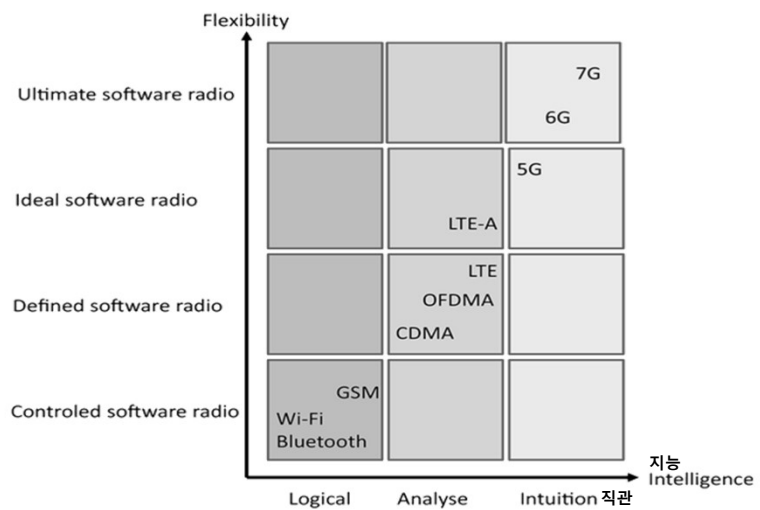 Flexibility
Ultimate software radio
7G
6G
Ideal software radio
5G
LTE-A
Defined software radio
LTE
OFDMA
CDMA
Controled software radio
GSM
Wi-Fi
Bluetooth
지능
Intelligence
Logical
Analyse
Intuition 직관